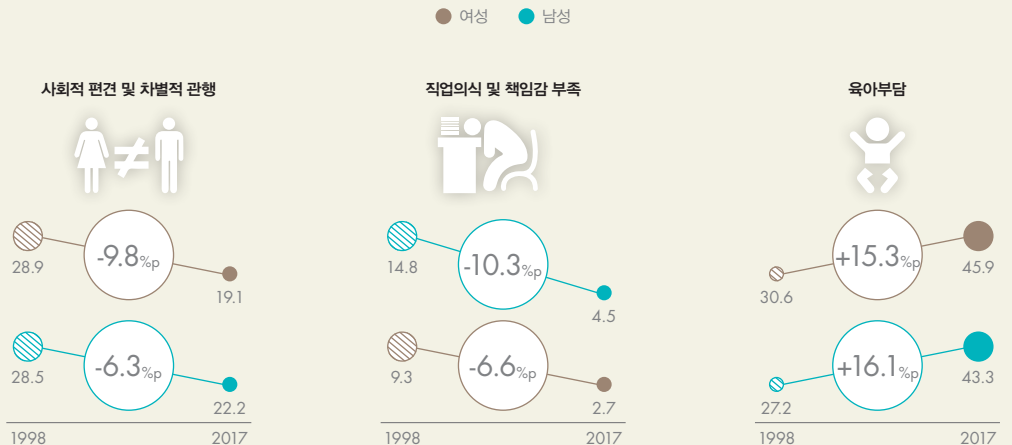 여성 남성
사회적 편견 및 차별적 관행
-9.8%p
28.9
19.1
-6.3%p
28.5
22.2
1998 2017
직업의식 및 책임감 부족
-10.3%p
14.8
4.5
-6.6%p
9.3
2.7
1998 2017
육아부담
+15.3%p
30.6
45.9
+16.1%p
27.2
43.3
1998 2017